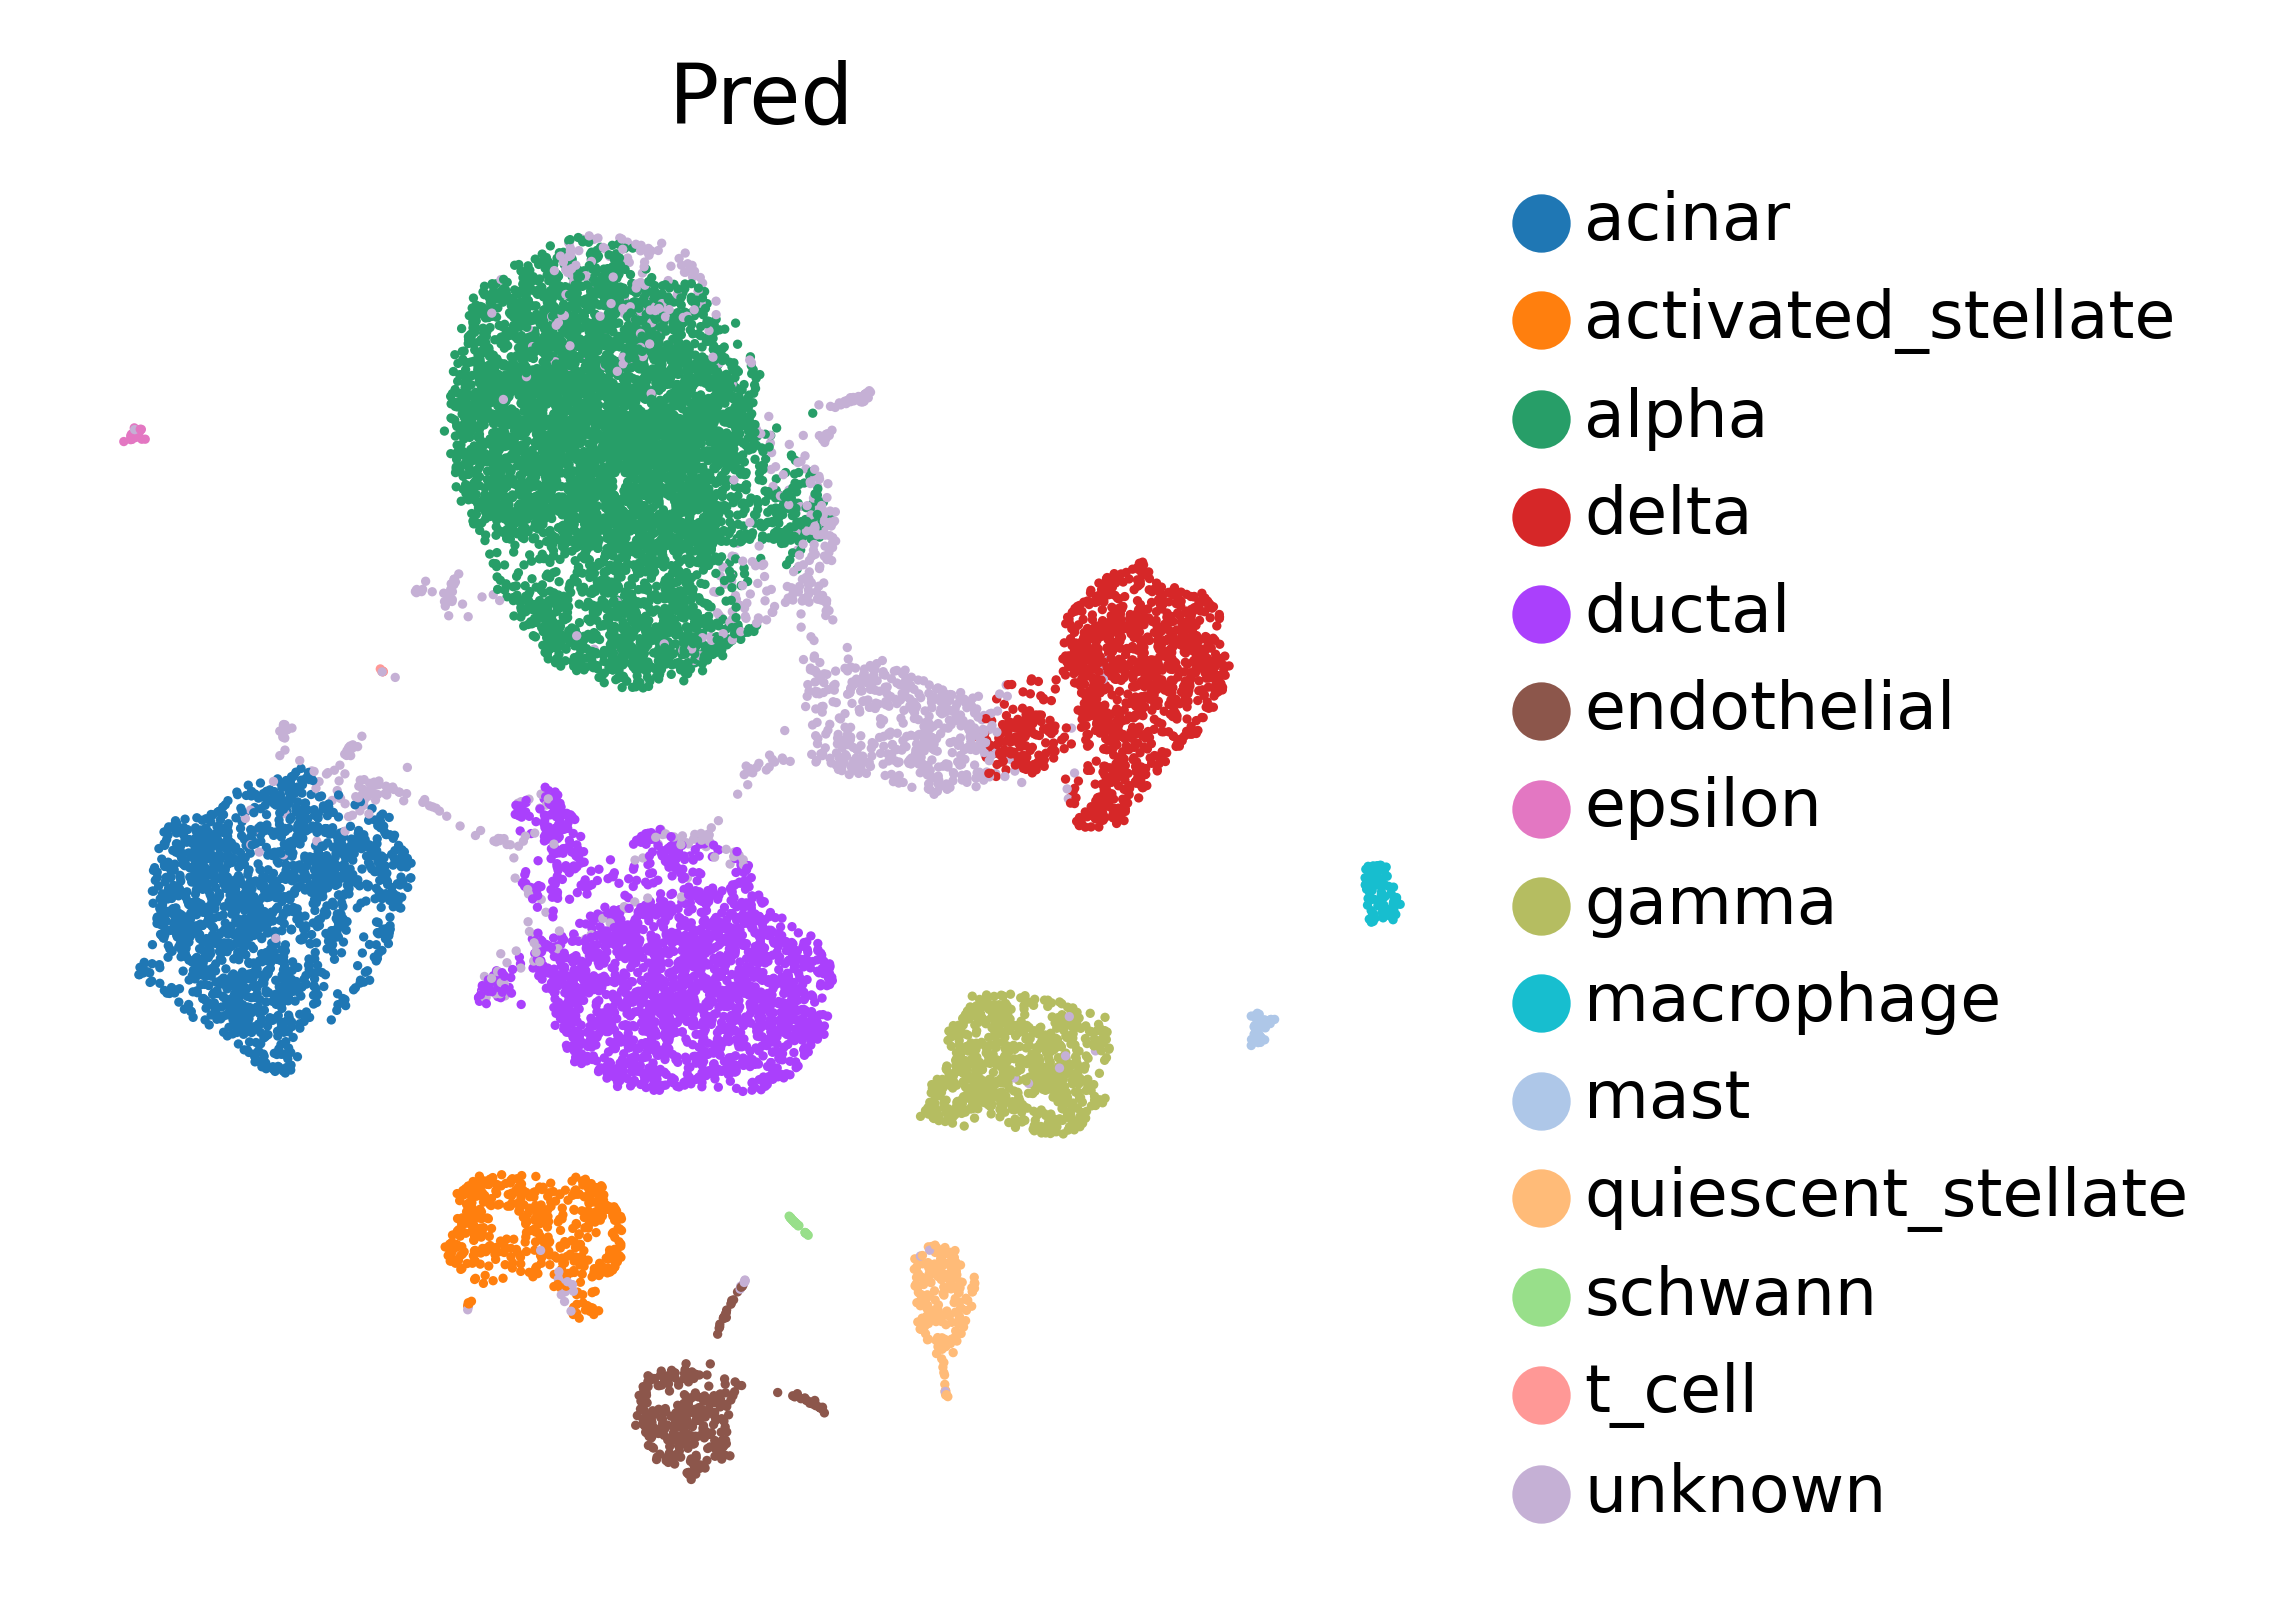 Pred
acinar
activated_stellate
alpha
delta
ductal
endothelial
epsilon
gamma
macrophage
mast
quiescent_stellate
schwann
t_cell
unknown